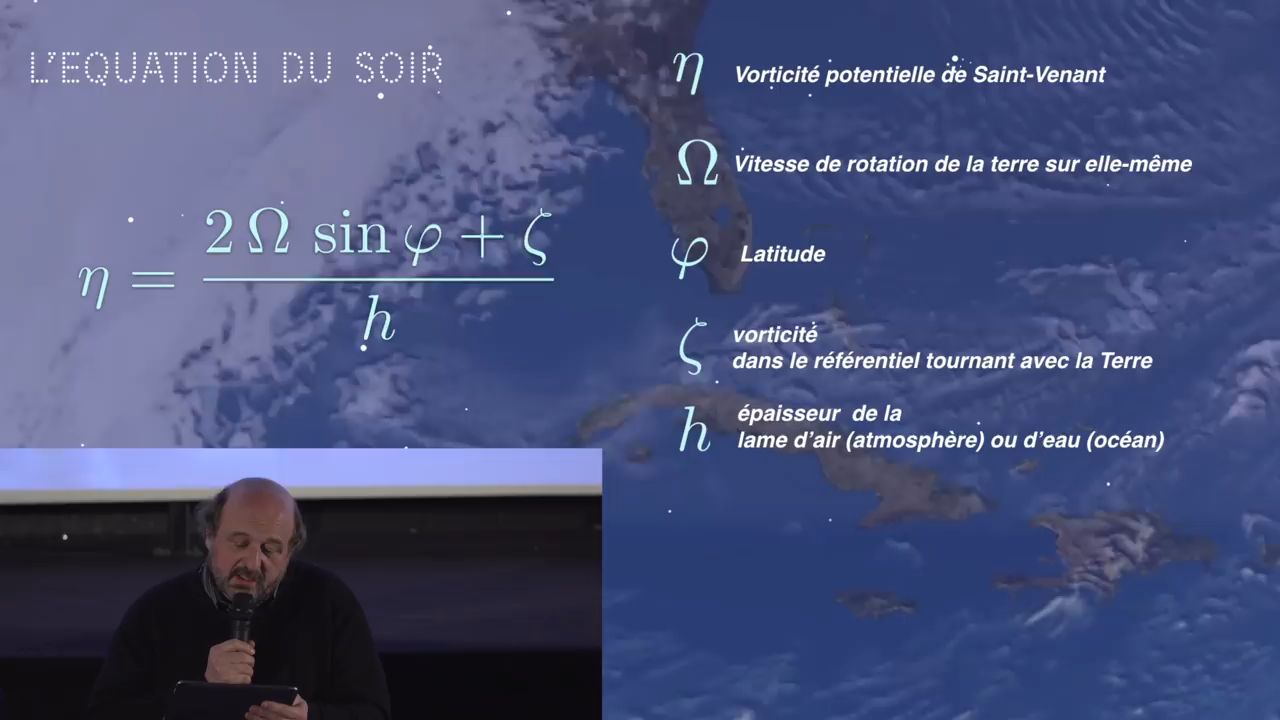 L'EQUATION DU SOIR
η = (2 Ω sin φ + ζ) / h
η Vorticité potentielle de Saint-Venant
Ω Vitesse de rotation de la terre sur elle-même
φ Latitude
ζ vorticité
dans le référentiel tournant avec la Terre
h épaisseur de la
lame d'air (atmosphère) ou d'eau (océan)